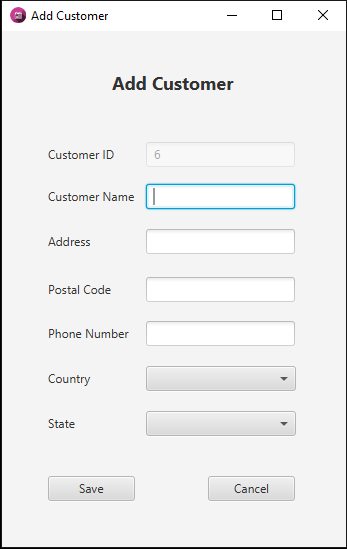 Add Customer
Add Customer
Customer ID 6
Customer Name
Address
Postal Code
Phone Number
Country
State
Save Cancel